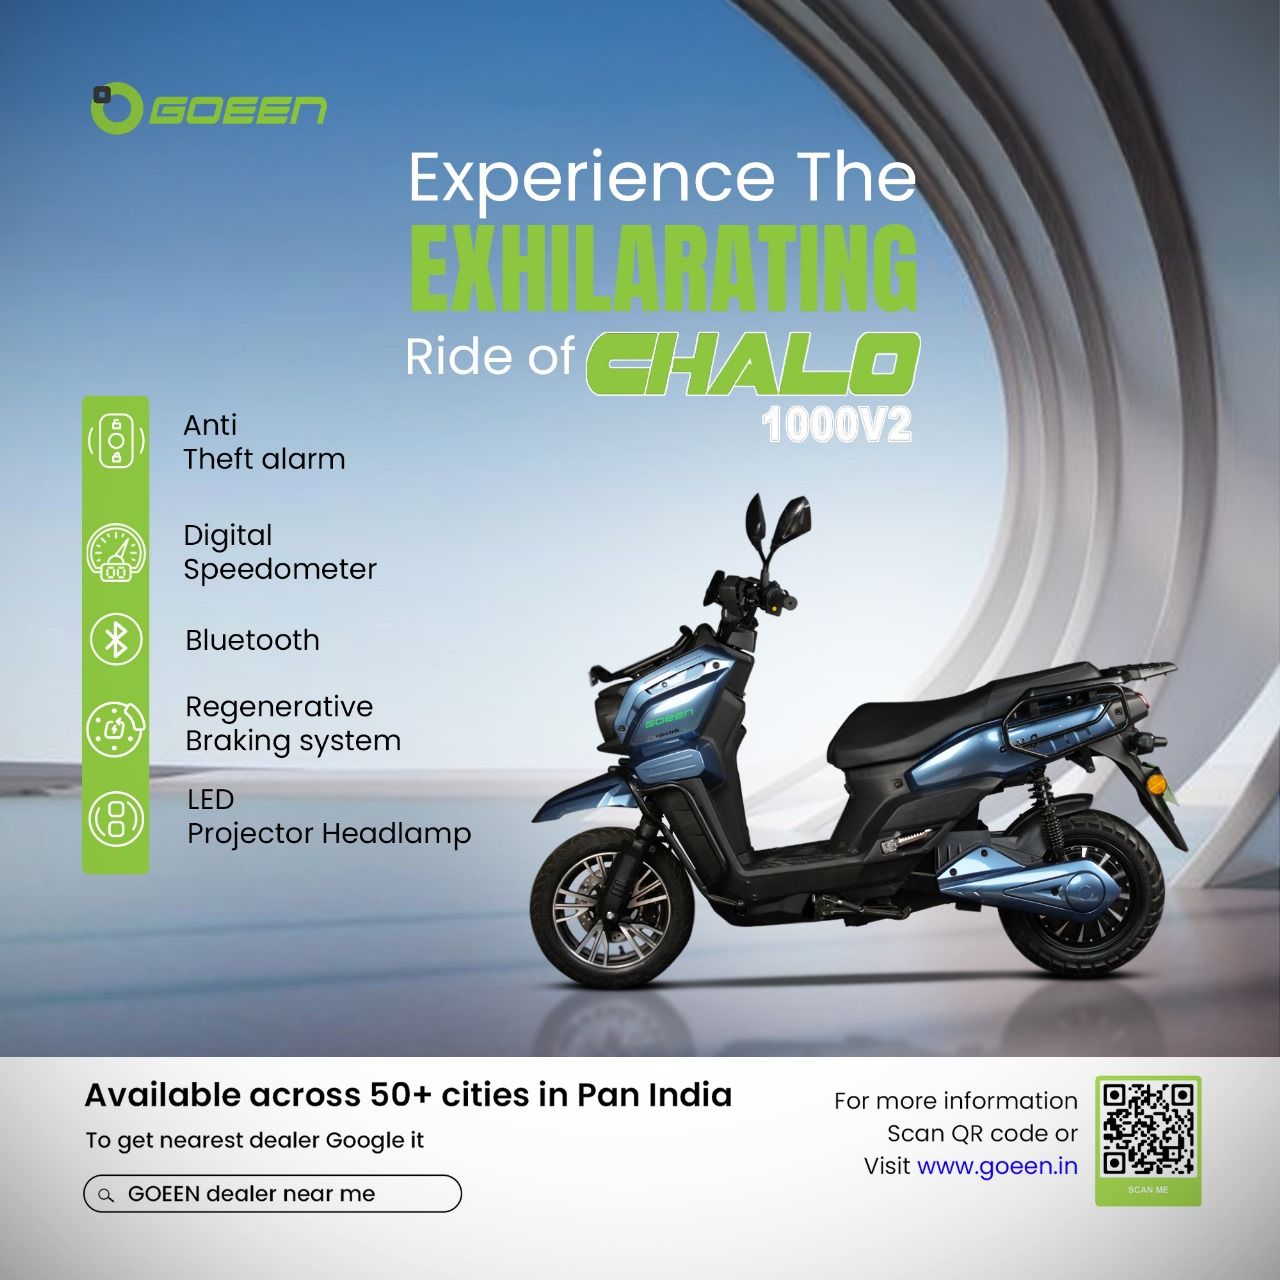 GOEEN
Experience The
EXHILARATING
Ride of CHALO
1000V2
Anti
Theft alarm
Digital
Speedometer
Bluetooth
Regenerative
Braking system
LED
Projector Headlamp
GOEEN
Available across 50+ cities in Pan India
To get nearest dealer Google it
GOEEN dealer near me
For more information
Scan QR code or
Visit www.goeen.in
SCAN ME